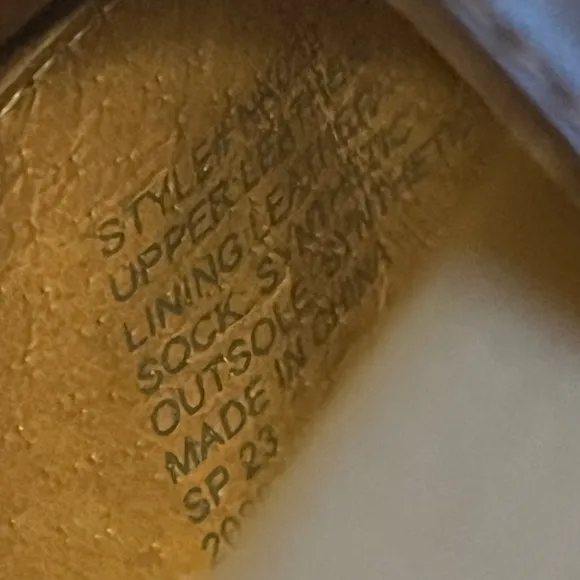 STYLE#
UPPER LEATHER
LINING LEATHER
SOCK SYNTHETIC
OUTSOLE SYNTHETIC
MADE IN CHINA
SP 23